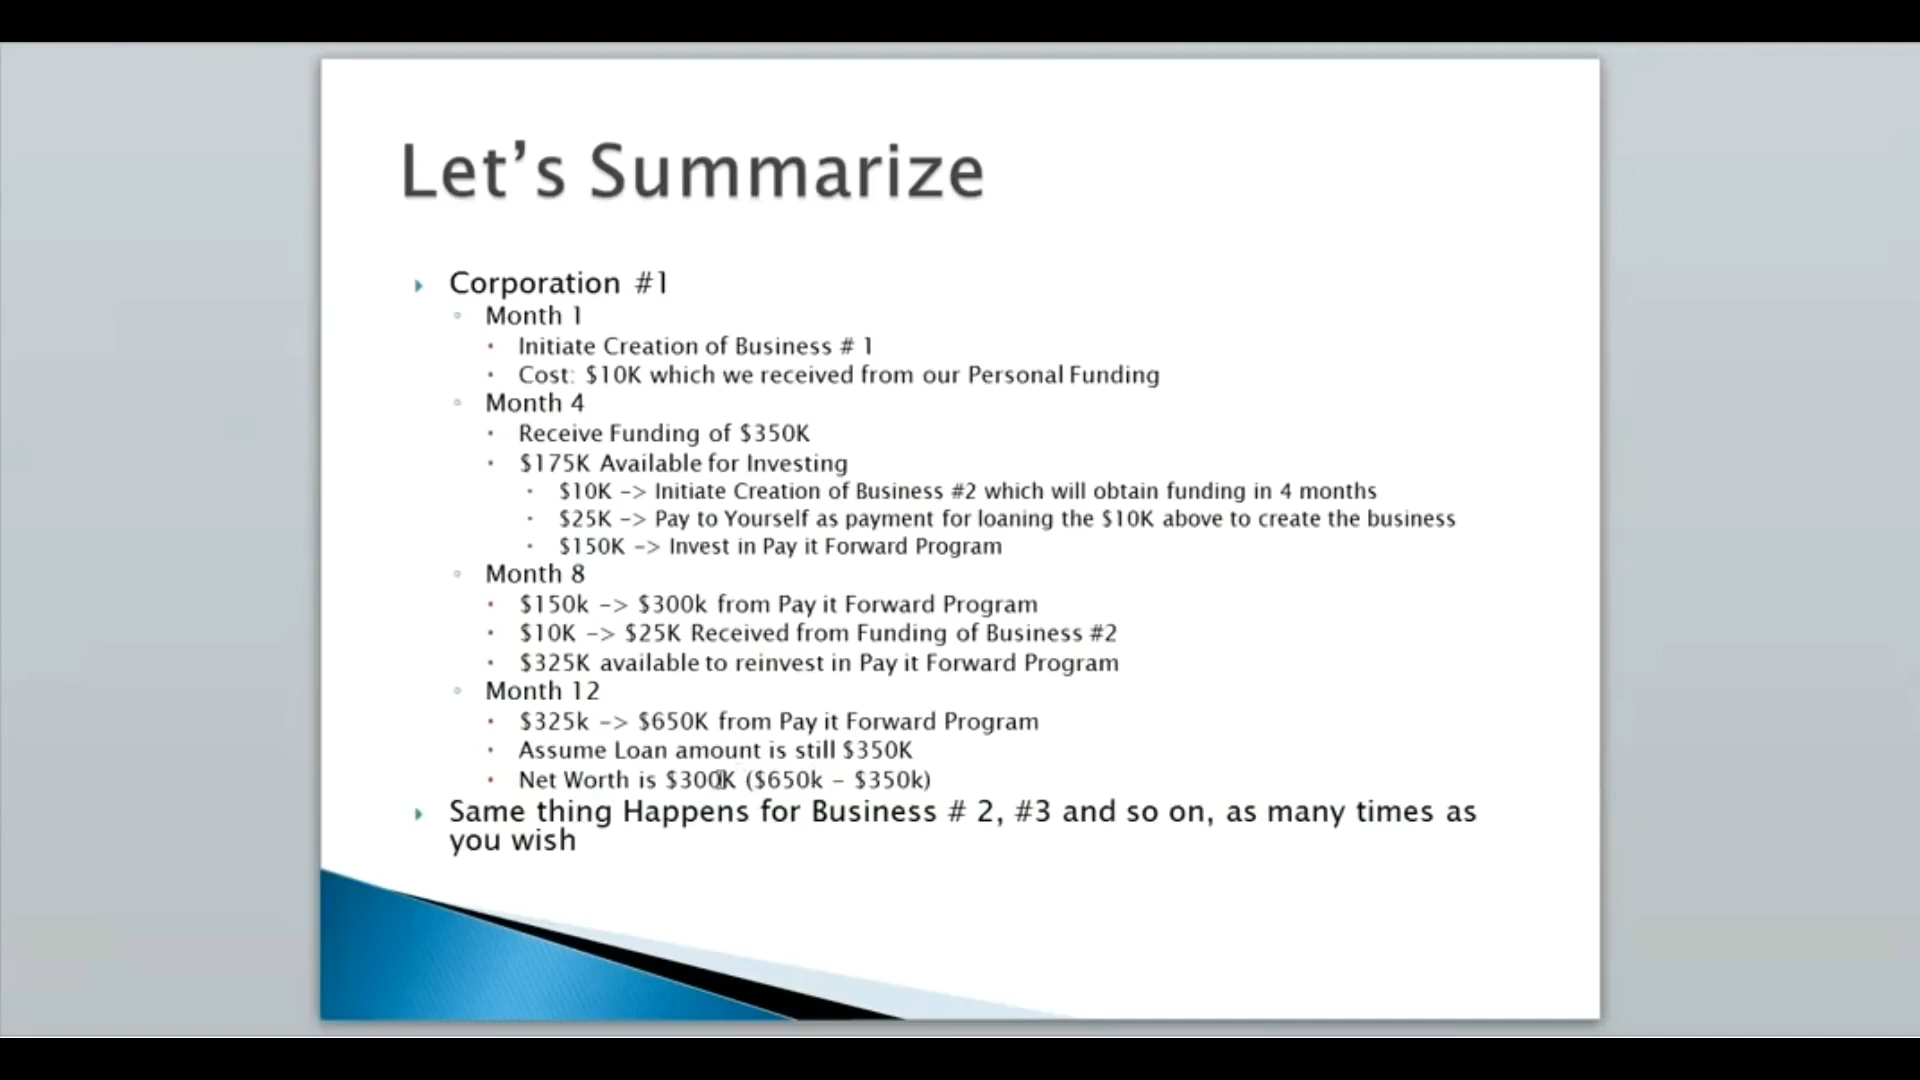 Let's Summarize
Corporation #1
Month 1
Initiate Creation of Business # 1
Cost: $10K which we received from our Personal Funding
Month 4
Receive Funding of $350K
$175K Available for Investing
$10K -> Initiate Creation of Business #2 which will obtain funding in 4 months
$25K -> Pay to Yourself as payment for loaning the $10K above to create the business
$150K -> Invest in Pay it Forward Program
Month 8
$150k -> $300k from Pay it Forward Program
$10K -> $25K Received from Funding of Business #2
$325K available to reinvest in Pay it Forward Program
Month 12
$325k -> $650K from Pay it Forward Program
Assume Loan amount is still $350K
Net Worth is $300K ($650k - $350k)
Same thing Happens for Business # 2, #3 and so on, as many times as
you wish